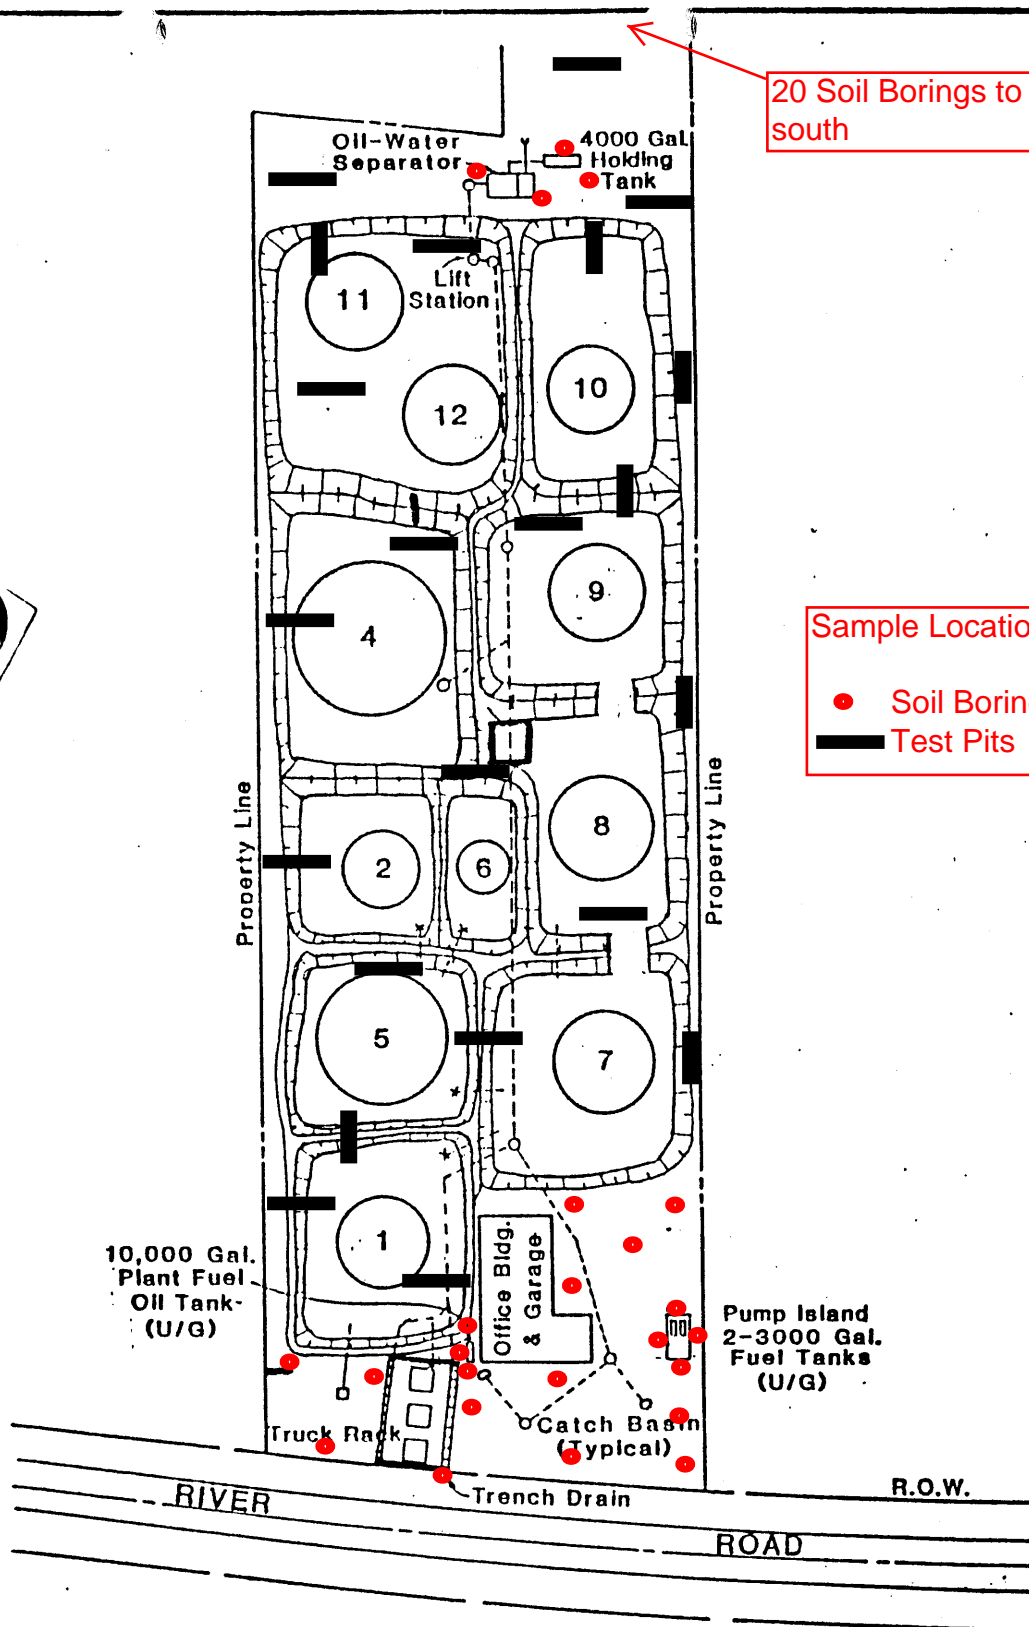 20 Soil Borings to
south
Oil-Water
Separator
4000 Gal.
Holding
Tank
Lift
Station
11
12
10
9
4
Sample Locatio
Soil Borin
Test Pits
Property Line
Property Line
8
2
6
5
7
1
10,000 Gal.
Plant Fuel
Oil Tank-
(U/G)
Office Bldg.
& Garage
Pump Island
2-3000 Gal.
Fuel Tanks
(U/G)
Truck Rack
Catch Basin
(Typical)
Trench Drain
R.O.W.
RIVER
ROAD